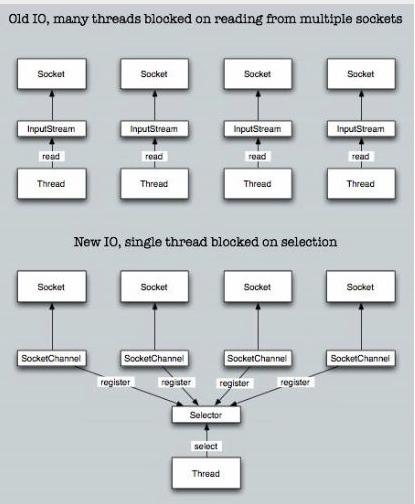 Old IO, many threads blocked on reading from multiple sockets
Socket Socket Socket Socket
InputStream InputStream InputStream InputStream
read read read read
Thread Thread Thread Thread
New IO, single thread blocked on selection
Socket Socket Socket Socket
SocketChannel SocketChannel SocketChannel SocketChannel
register register register register
Selector
select
Thread